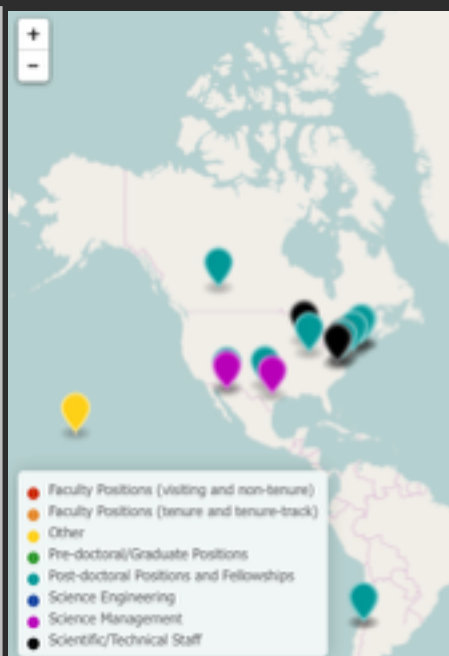 +
−
Faculty Positions (visiting and non-tenure)
Faculty Positions (tenure and tenure-track)
Other
Pre-doctoral/Graduate Positions
Post-doctoral Positions and Fellowships
Science Engineering
Science Management
Scientific/Technical Staff